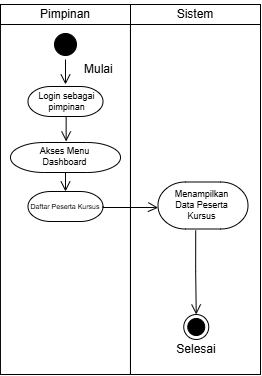 Pimpinan
Sistem
Mulai
Login sebagai
pimpinan
Akses Menu
Dashboard
Daftar Peserta Kursus
Menampilkan
Data Peserta
Kursus
Selesai